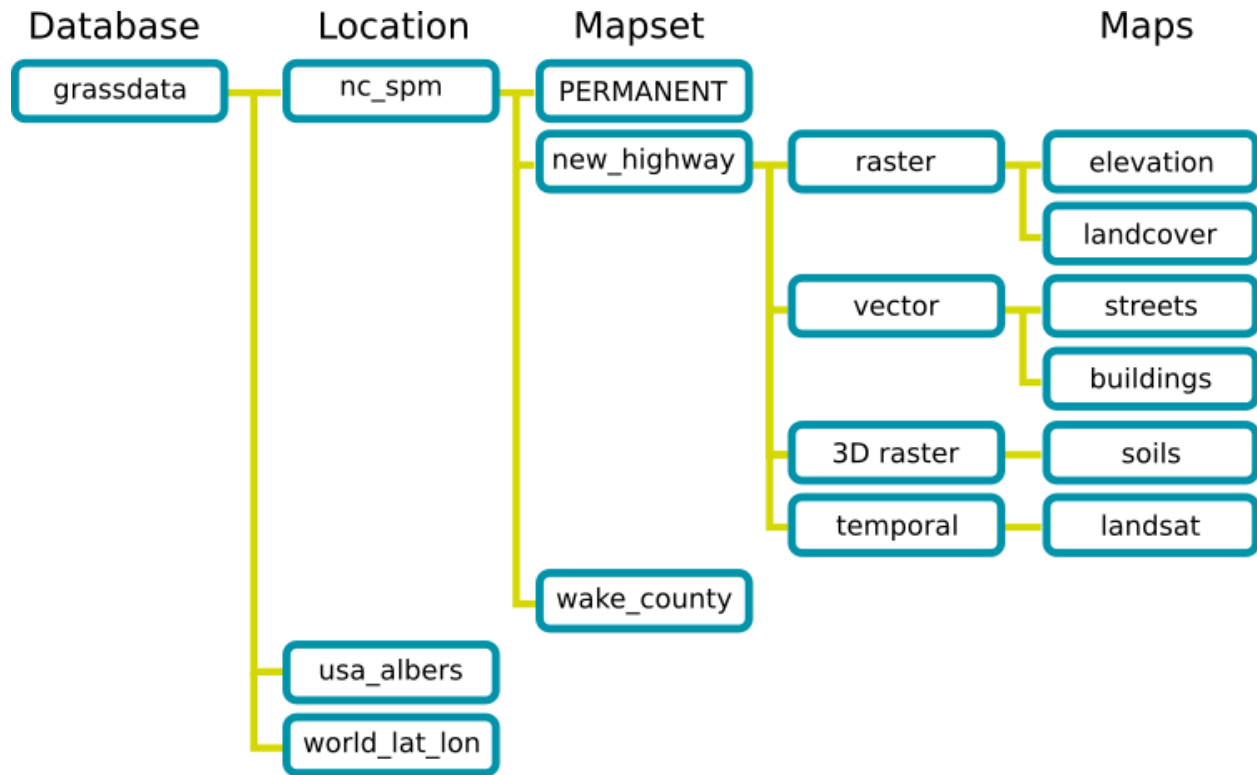 Database Location Mapset Maps
grassdata nc_spm PERMANENT
new_highway raster elevation
landcover
vector streets
buildings
3D raster soils
temporal landsat
wake_county
usa_albers
world_lat_lon